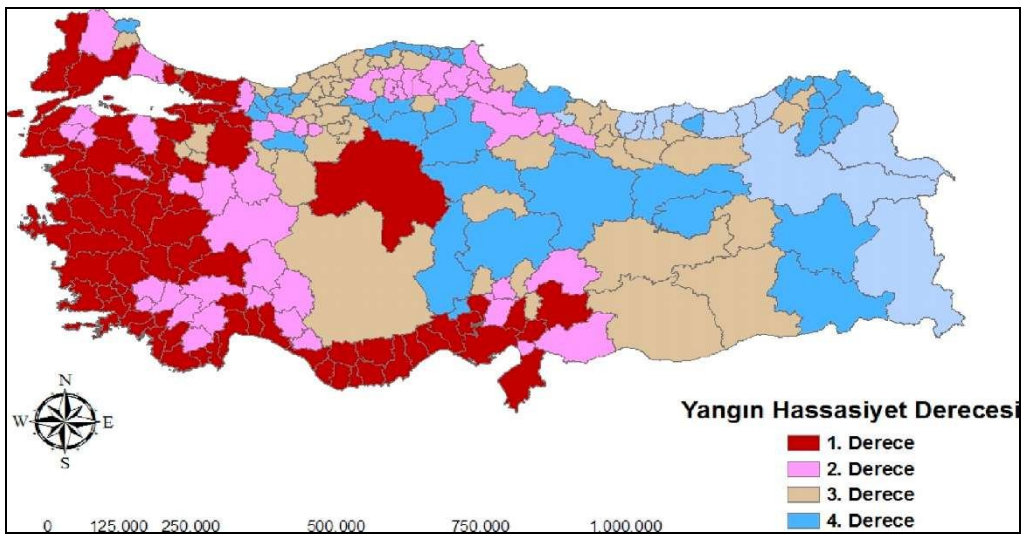 N
W E
S
Yangın Hassasiyet Derecesi
1. Derece
2. Derece
3. Derece
4. Derece
0 125.000 250.000 500.000 750.000 1.000.000